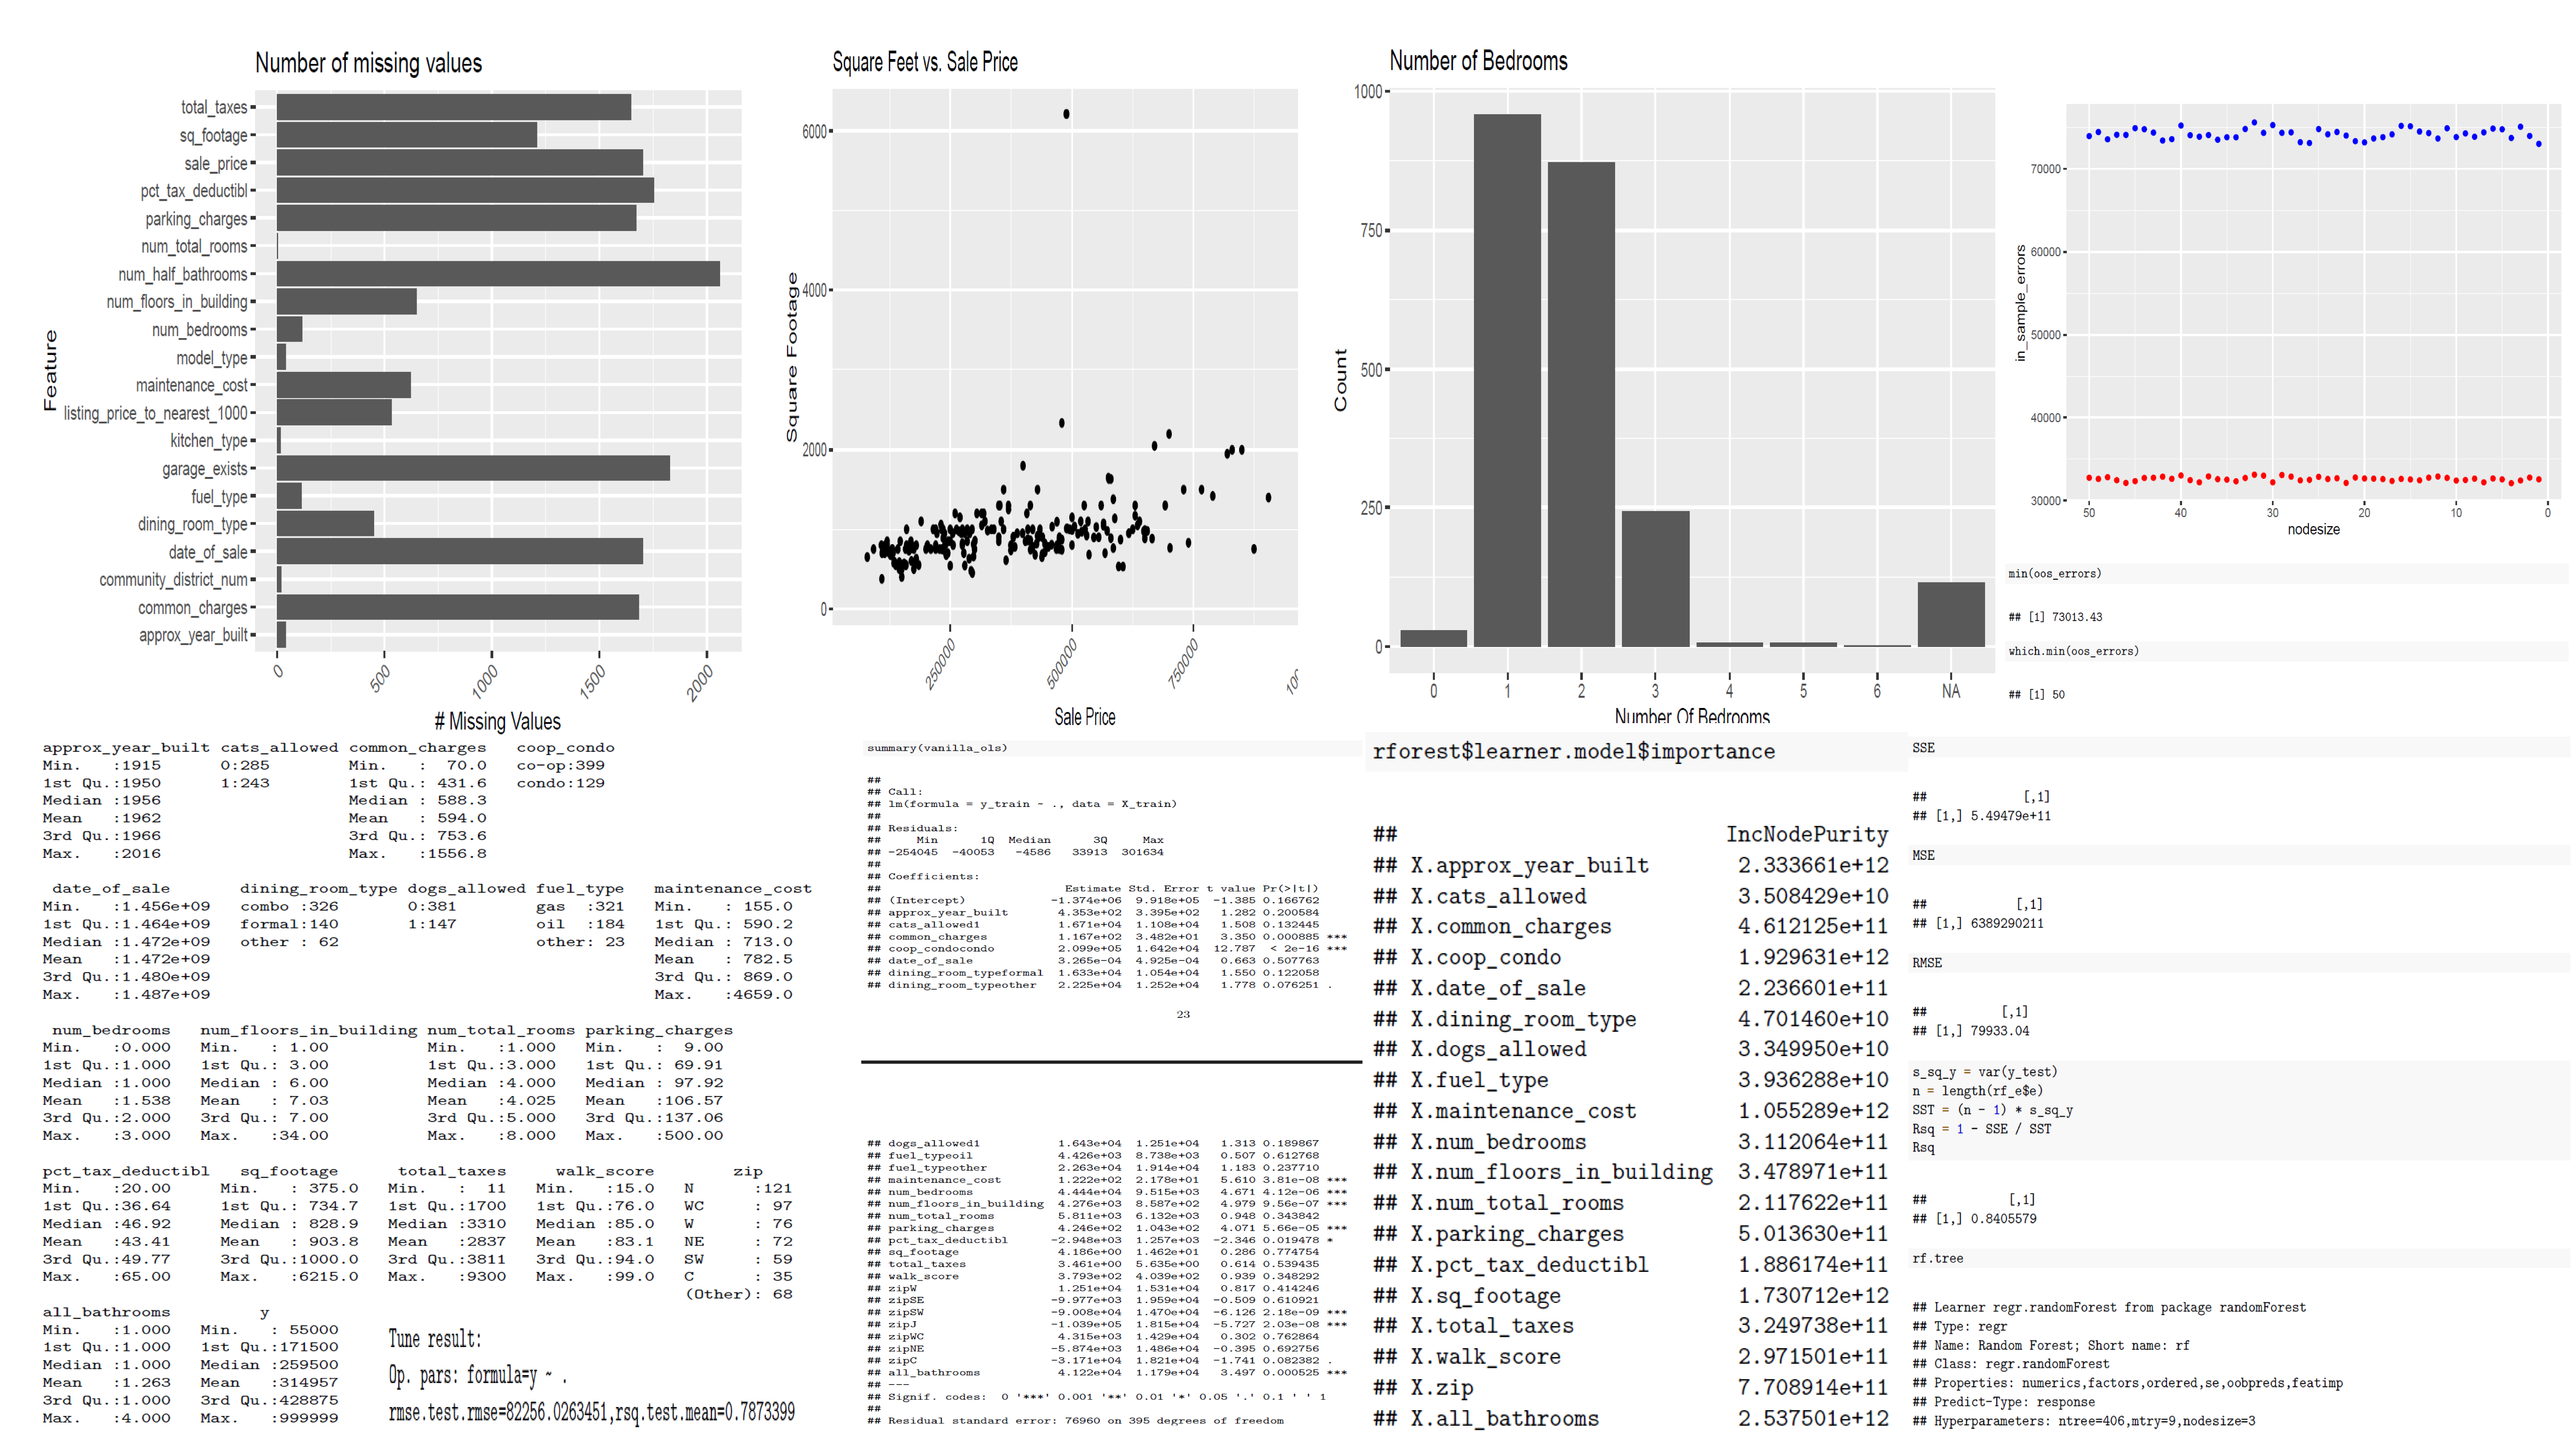 Number of missing values
Feature
total_taxes
sq_footage
sale_price
pct_tax_deductibl
parking_charges
num_total_rooms
num_half_bathrooms
num_floors_in_building
num_bedrooms
model_type
maintenance_cost
listing_price_to_nearest_1000
kitchen_type
garage_exists
fuel_type
dining_room_type
date_of_sale
community_district_num
common_charges
approx_year_built
0 500 1000 1500 2000
# Missing Values
Square Feet vs. Sale Price
Square Footage
6000
4000
2000
0
250000 500000 750000 100
Sale Price
Number of Bedrooms
Count
1000
750
500
250
0
0 1 2 3 4 5 6 NA
Number Of Bedrooms
in_sample_errors
70000
60000
50000
40000
30000
50 40 30 20 10 0
nodesize
min(oos_errors)
## [1] 73013.43
which.min(oos_errors)
## [1] 50
approx_year_built cats_allowed common_charges coop_condo
Min. :1915 0:285 Min. : 70.0 co-op:399
1st Qu.:1950 1:243 1st Qu.: 431.6 condo:129
Median :1956 Median : 588.3
Mean :1962 Mean : 594.0
3rd Qu.:1966 3rd Qu.: 753.6
Max. :2016 Max. :1556.8
date_of_sale dining_room_type dogs_allowed fuel_type maintenance_cost
Min. :1.456e+09 combo :326 0:381 gas :321 Min. : 155.0
1st Qu.:1.464e+09 formal:140 1:147 oil :184 1st Qu.: 590.2
Median :1.472e+09 other : 62 other: 23 Median : 713.0
Mean :1.472e+09 Mean : 782.5
3rd Qu.:1.480e+09 3rd Qu.: 869.0
Max. :1.487e+09 Max. :4659.0
num_bedrooms num_floors_in_building num_total_rooms parking_charges
Min. :0.000 Min. : 1.00 Min. :1.000 Min. : 9.00
1st Qu.:1.000 1st Qu.: 3.00 1st Qu.:3.000 1st Qu.: 69.91
Median :1.000 Median : 6.00 Median :4.000 Median : 97.92
Mean :1.538 Mean : 7.03 Mean :4.025 Mean :106.57
3rd Qu.:2.000 3rd Qu.: 7.00 3rd Qu.:5.000 3rd Qu.:137.06
Max. :3.000 Max. :34.00 Max. :8.000 Max. :500.00
pct_tax_deductibl sq_footage total_taxes walk_score zip
Min. :20.00 Min. : 375.0 Min. : 11 Min. :15.0 N :121
1st Qu.:36.64 1st Qu.: 734.7 1st Qu.:1700 1st Qu.:76.0 WC : 97
Median :46.92 Median : 828.9 Median :3310 Median :85.0 W : 76
Mean :43.41 Mean : 903.8 Mean :2837 Mean :83.1 NE : 72
3rd Qu.:49.77 3rd Qu.:1000.0 3rd Qu.:3811 3rd Qu.:94.0 SW : 59
Max. :65.00 Max. :6215.0 Max. :9300 Max. :99.0 C : 35
(Other): 68
all_bathrooms y
Min. :1.000 Min. : 55000
1st Qu.:1.000 1st Qu.:171500
Median :1.000 Median :259500
Mean :1.263 Mean :314957
3rd Qu.:1.000 3rd Qu.:428875
Max. :4.000 Max. :999999
Tune result:
Op. pars: formula=y ~ .
rmse.test.rmse=82256.0263451,rsq.test.mean=0.7873399
summary(vanilla_ols)
##
## Call:
## lm(formula = y_train ~ ., data = X_train)
##
## Residuals:
## Min 1Q Median 3Q Max
## -254045 -40053 -4586 33913 301634
##
## Coefficients:
## Estimate Std. Error t value Pr(>|t|)
## (Intercept) -1.374e+06 9.918e+05 -1.385 0.166762
## approx_year_built 4.353e+02 3.395e+02 1.282 0.200584
## cats_allowed1 1.671e+04 1.108e+04 1.508 0.132445
## common_charges 1.167e+02 3.482e+01 3.350 0.000885 ***
## coop_condocondo 2.099e+05 1.642e+04 12.787 < 2e-16 ***
## date_of_sale 3.265e-04 4.925e-04 0.663 0.507763
## dining_room_typeformal 1.633e+04 1.054e+04 1.550 0.122058
## dining_room_typeother 2.225e+04 1.252e+04 1.778 0.076251 .
23
## dogs_allowed1 1.643e+04 1.251e+04 1.313 0.189867
## fuel_typeoil 4.426e+03 8.738e+03 0.507 0.612768
## fuel_typeother 2.263e+04 1.914e+04 1.183 0.237710
## maintenance_cost 1.222e+02 2.178e+01 5.610 3.81e-08 ***
## num_bedrooms 4.444e+04 9.515e+03 4.671 4.12e-06 ***
## num_floors_in_building 4.276e+03 8.587e+02 4.979 9.56e-07 ***
## num_total_rooms 5.811e+03 6.132e+03 0.948 0.343842
## parking_charges 4.246e+02 1.043e+02 4.071 5.66e-05 ***
## pct_tax_deductibl -2.948e+03 1.257e+03 -2.346 0.019478 *
## sq_footage 4.186e+00 1.462e+01 0.286 0.774754
## total_taxes 3.461e+00 5.635e+00 0.614 0.539435
## walk_score 3.793e+02 4.039e+02 0.939 0.348292
## zipW 1.251e+04 1.531e+04 0.817 0.414246
## zipSE -9.977e+03 1.959e+04 -0.509 0.610921
## zipSW -9.008e+04 1.470e+04 -6.126 2.18e-09 ***
## zipJ -1.039e+05 1.815e+04 -5.727 2.03e-08 ***
## zipWC 4.315e+03 1.429e+04 0.302 0.762864
## zipNE -5.874e+03 1.486e+04 -0.395 0.692756
## zipC -3.171e+04 1.821e+04 -1.741 0.082382 .
## all_bathrooms 4.122e+04 1.179e+04 3.497 0.000525 ***
## ---
## Signif. codes: 0 '***' 0.001 '**' 0.01 '*' 0.05 '.' 0.1 ' ' 1
##
## Residual standard error: 76960 on 395 degrees of freedom
rforest$learner.model$importance
## IncNodePurity
## X.approx_year_built 2.333661e+12
## X.cats_allowed 3.508429e+10
## X.common_charges 4.612125e+11
## X.coop_condo 1.929631e+12
## X.date_of_sale 2.236601e+11
## X.dining_room_type 4.701460e+10
## X.dogs_allowed 3.349950e+10
## X.fuel_type 3.936288e+10
## X.maintenance_cost 1.055289e+12
## X.num_bedrooms 3.112064e+11
## X.num_floors_in_building 3.478971e+11
## X.num_total_rooms 2.117622e+11
## X.parking_charges 5.013630e+11
## X.pct_tax_deductibl 1.886174e+11
## X.sq_footage 1.730712e+12
## X.total_taxes 3.249738e+11
## X.walk_score 2.971501e+11
## X.zip 7.708914e+11
## X.all_bathrooms 2.537501e+12
SSE
## [,1]
## [1,] 5.49479e+11
MSE
## [,1]
## [1,] 6389290211
RMSE
## [,1]
## [1,] 79933.04
s_sq_y = var(y_test)
n = length(rf_e$e)
SST = (n - 1) * s_sq_y
Rsq = 1 - SSE / SST
Rsq
## [,1]
## [1,] 0.8405579
rf.tree
## Learner regr.randomForest from package randomForest
## Type: regr
## Name: Random Forest; Short name: rf
## Class: regr.randomForest
## Properties: numerics,factors,ordered,se,oobpreds,featimp
## Predict-Type: response
## Hyperparameters: ntree=406,mtry=9,nodesize=3